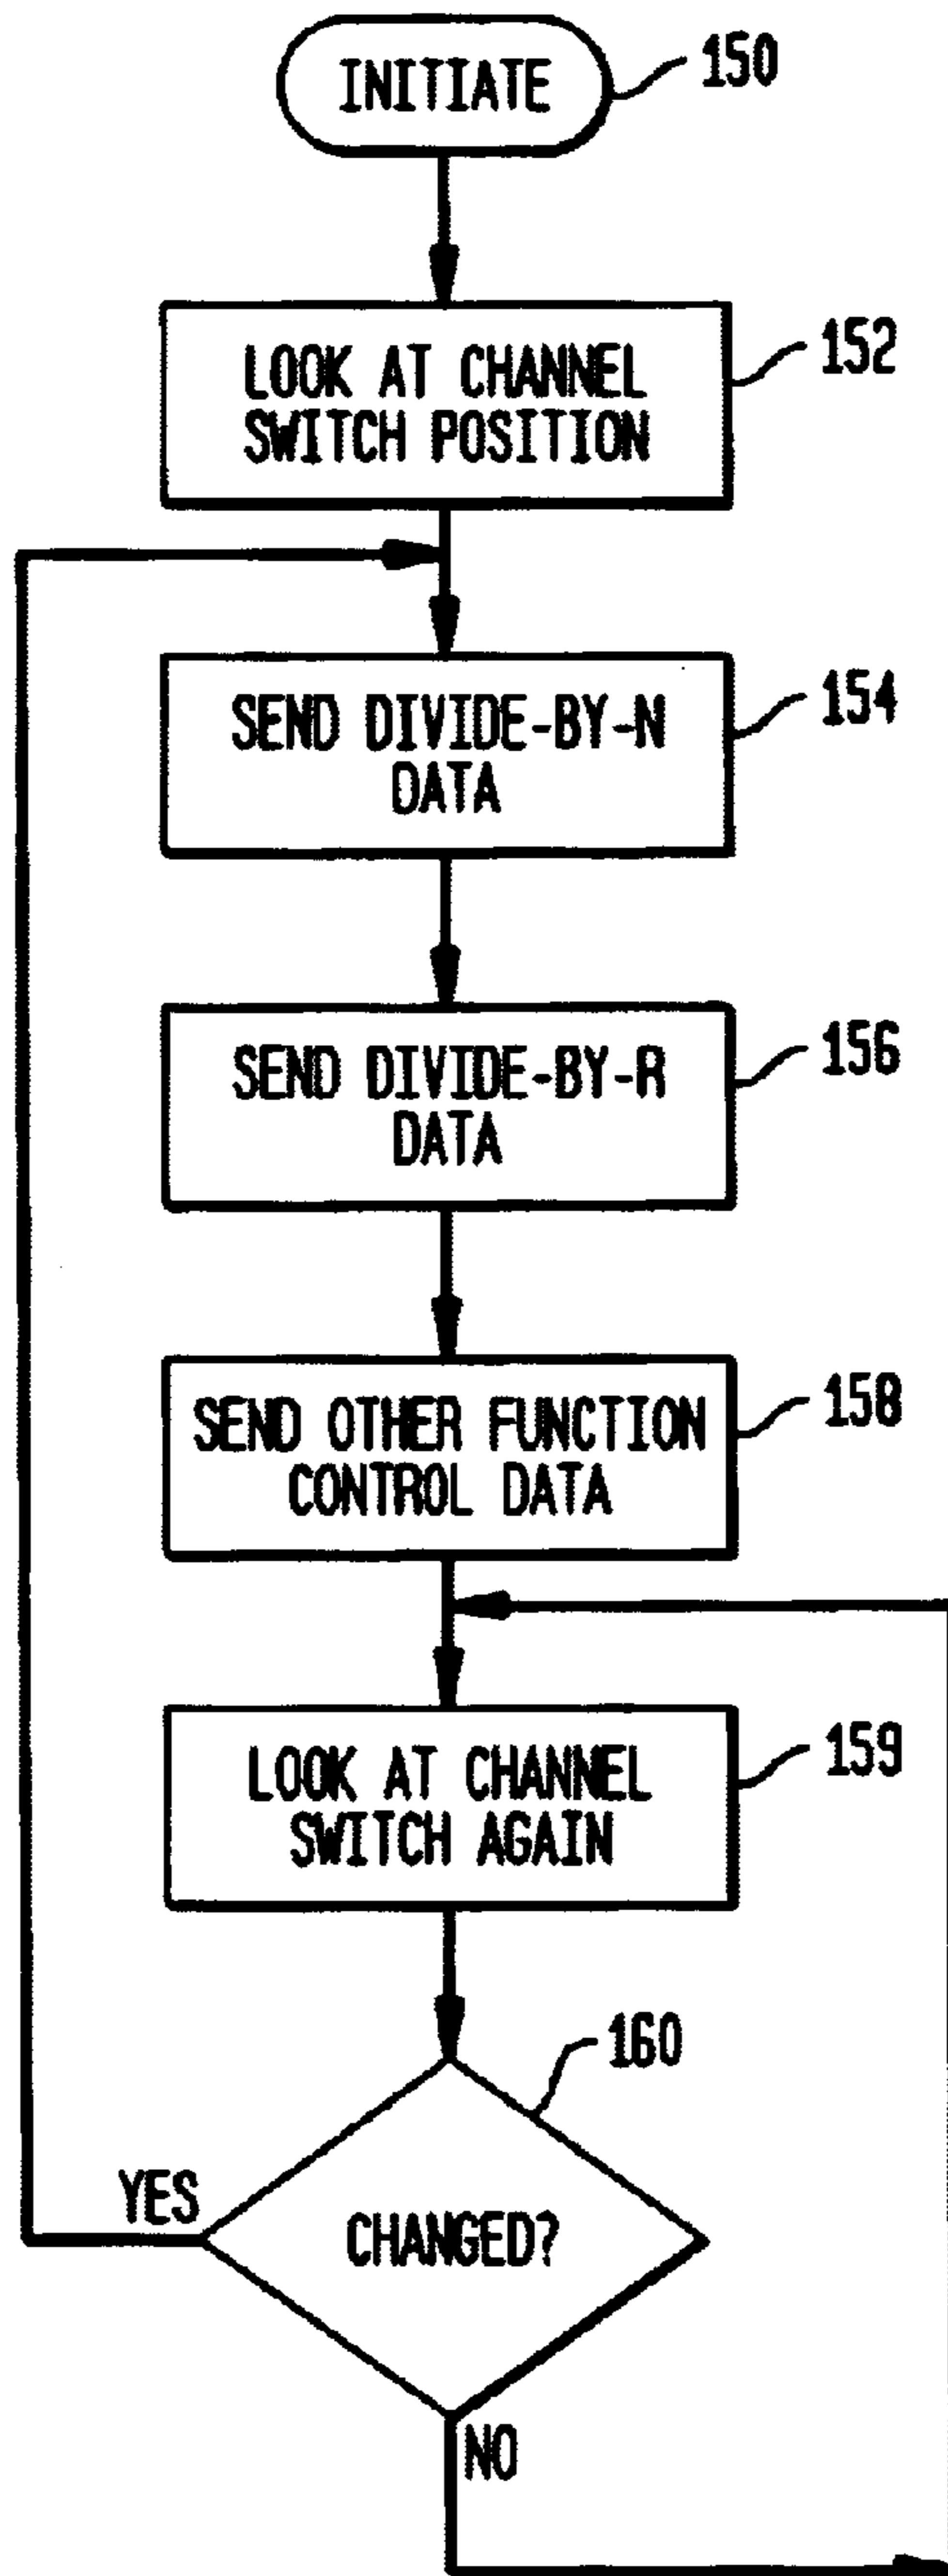 INITIATE
150
LOOK AT CHANNEL
SWITCH POSITION
152
SEND DIVIDE-BY-N
DATA
154
SEND DIVIDE-BY-R
DATA
156
SEND OTHER FUNCTION
CONTROL DATA
158
LOOK AT CHANNEL
SWITCH AGAIN
159
160
YES
CHANGED?
NO